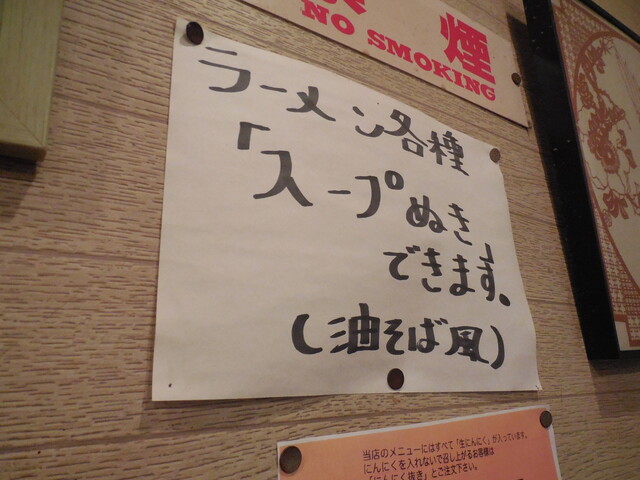 煙
NO SMOKING
ラーメン各種
「スープぬき」
できます。
(油そば風)
当店のメニューにはすべて「生にんにく」が入っています。
にんにくを入れないで召し上がるお客様は
「にんにく抜き」とご注文下さい。